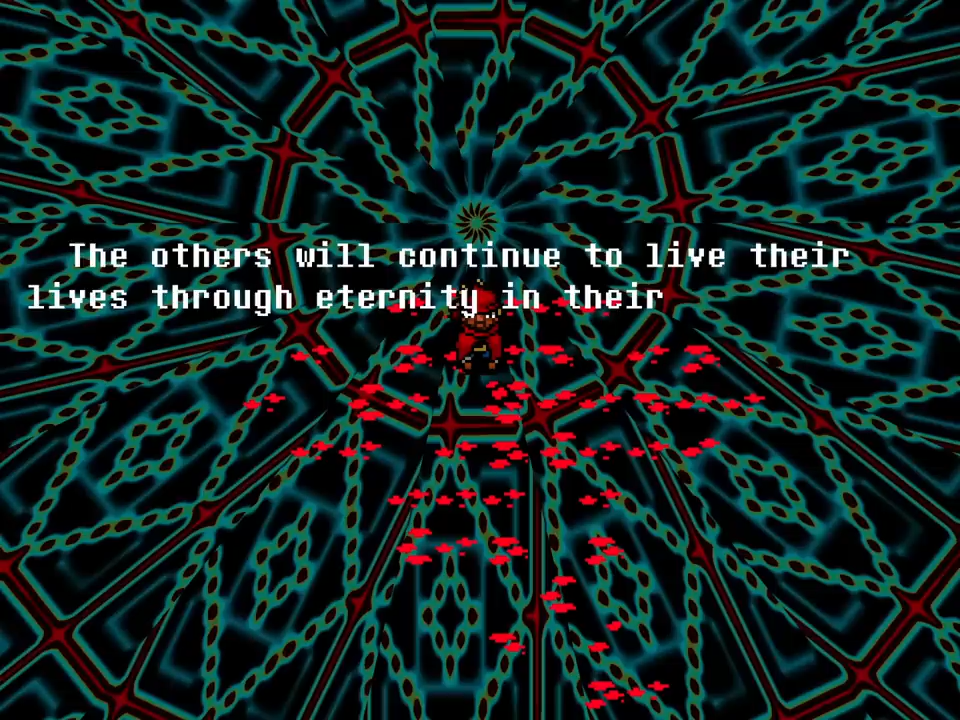 The others will continue to live their
lives through eternity in their